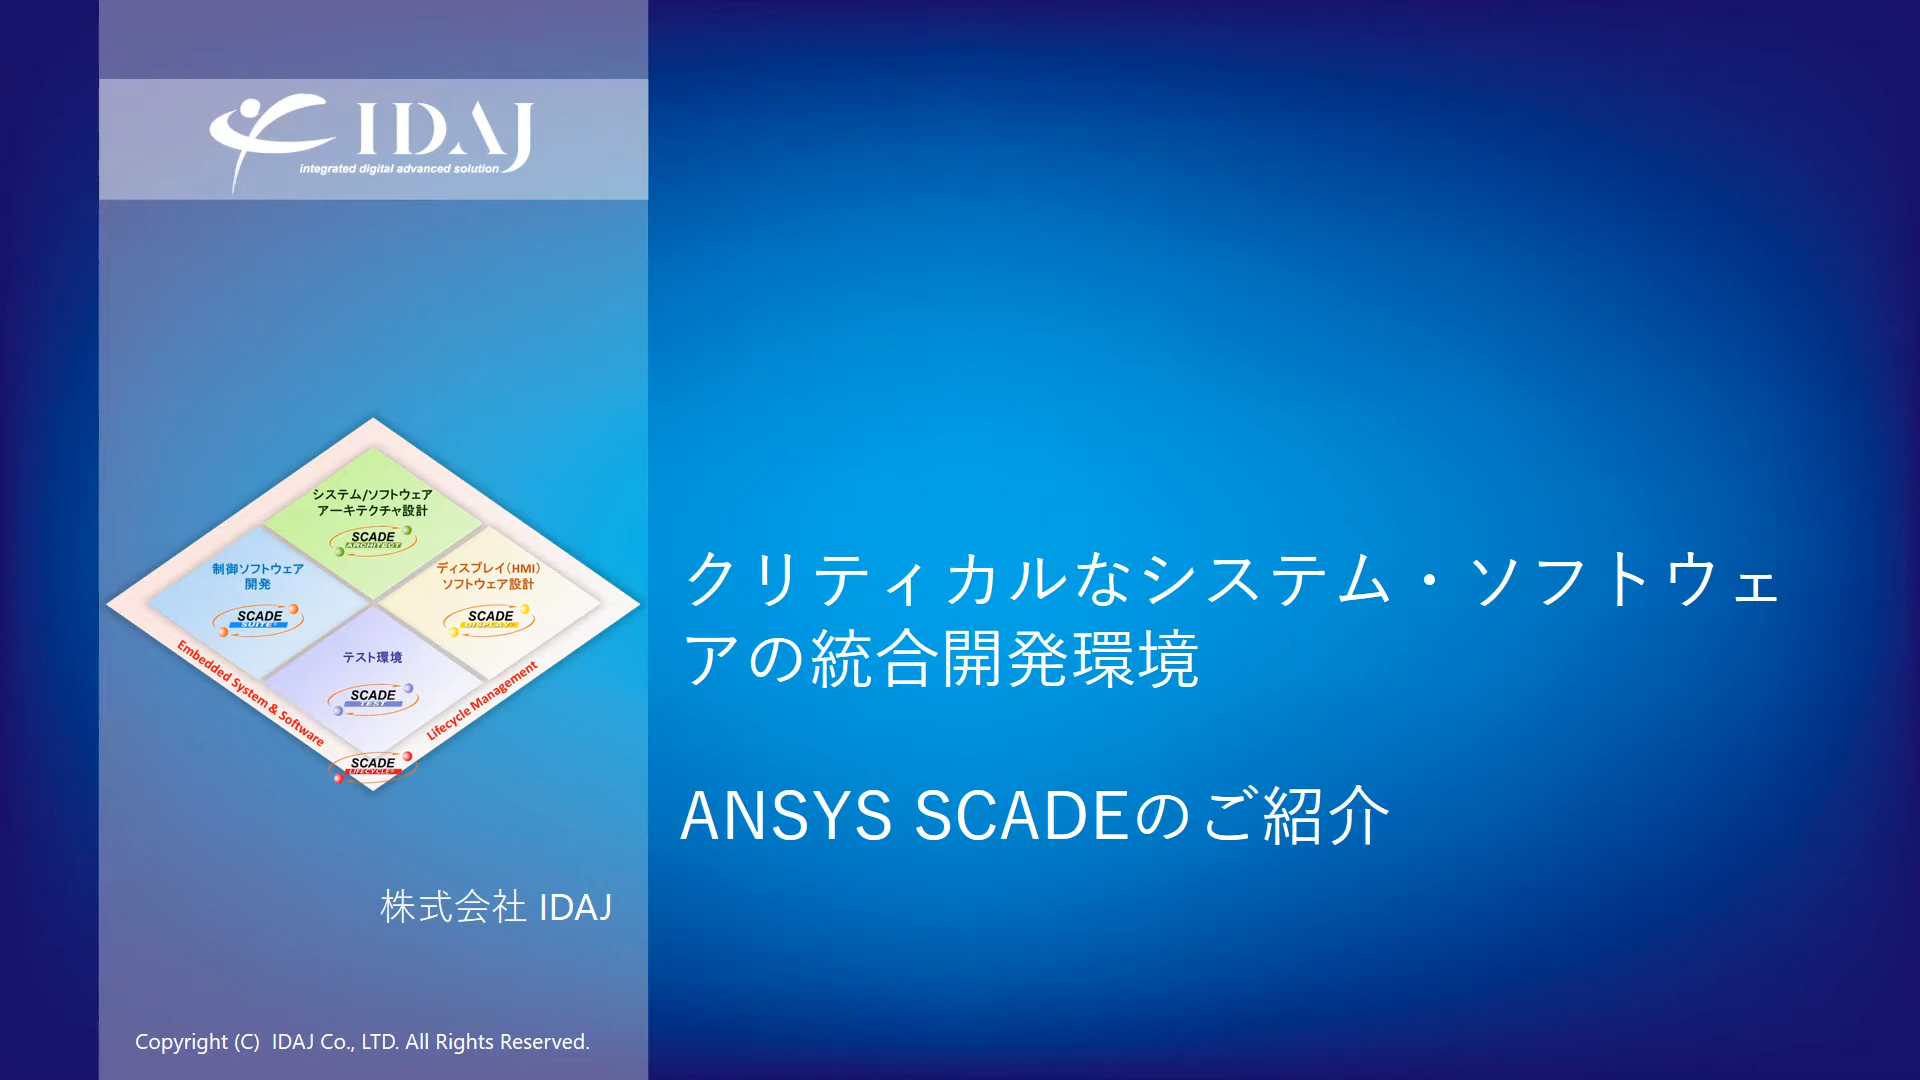 IDAJ
integrated digital advanced solution
システム/ソフトウェア
アーキテクチャ設計
SCADE
ARCHITECT
制御ソフトウェア
開発
SCADE
SUITE
ディスプレイ(HMI)
ソフトウェア設計
SCADE
DISPLAY
テスト環境
SCADE
TEST
Embedded System & Software
Lifecycle Management
SCADE
LIFECYCLE
クリティカルなシステム・ソフトウェ
アの統合開発環境
ANSYS SCADEのご紹介
株式会社 IDAJ
Copyright (C) IDAJ Co., LTD. All Rights Reserved.